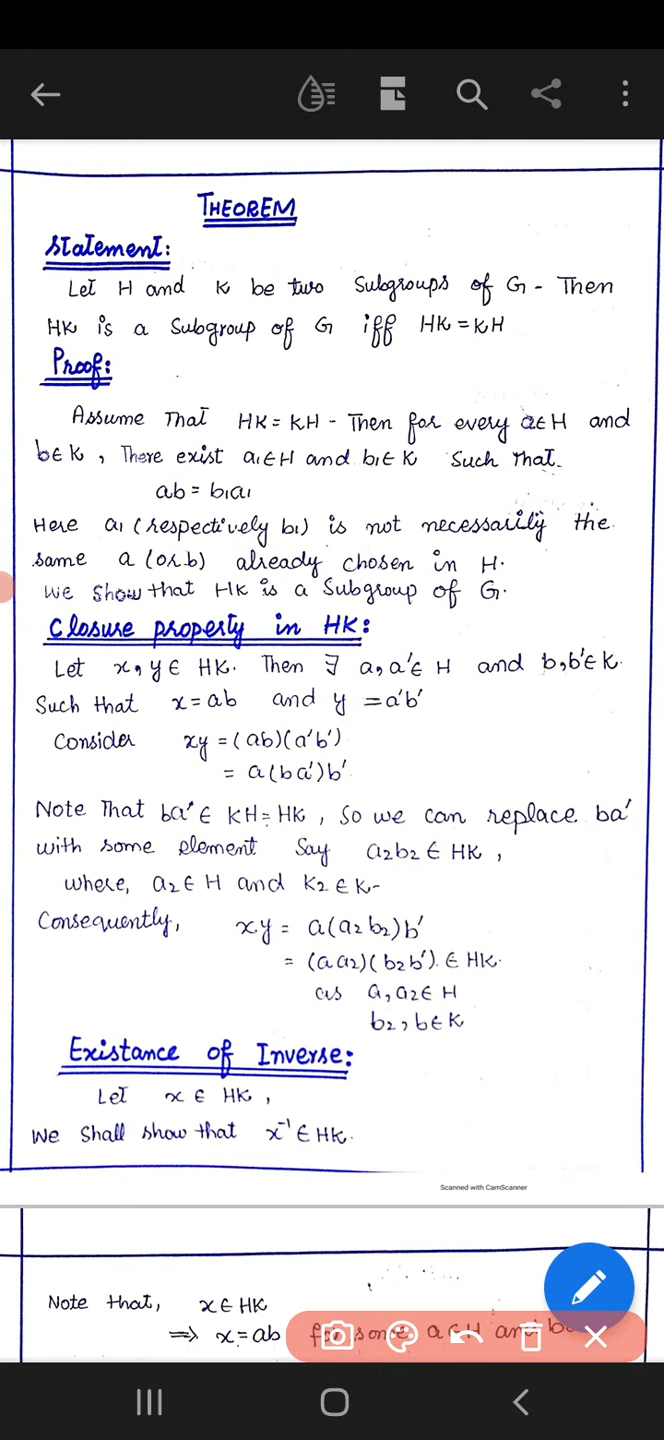 THEOREM
Statement:
Let H and K be two Subgroups of G - Then
HK is a Subgroup of G iff HK = KH
Proof:
Assume That HK = KH - Then for every a∈H and
b∈K , There exist a₁∈H and b₁∈K Such That.
ab = b₁a₁
Here a₁ (respectively b₁) is not necessarily the
same a (or b) already chosen in H.
we show that HK is a Subgroup of G.
Closure property in HK:
Let x, y ∈ HK. Then ∃ a, a'∈ H and b, b'∈ K.
Such that x = ab and y = a'b'
Consider xy = (ab)(a'b')
= a(ba')b'
Note That ba' ∈ KH = HK , So we can replace ba'
with some element Say a₂b₂ ∈ HK ,
where, a₂ ∈ H and K₂ ∈ K-
Consequently, xy = a(a₂b₂)b'
= (aa₂)(b₂b'). ∈ HK.
as a, a₂ ∈ H
b₂, b ∈ K
Existance of Inverse:
Let x ∈ HK ,
We Shall show that x⁻¹ ∈ HK.
Scanned with CamScanner
Note that, x ∈ HK
⟹ x = ab for some a ∈ H and b